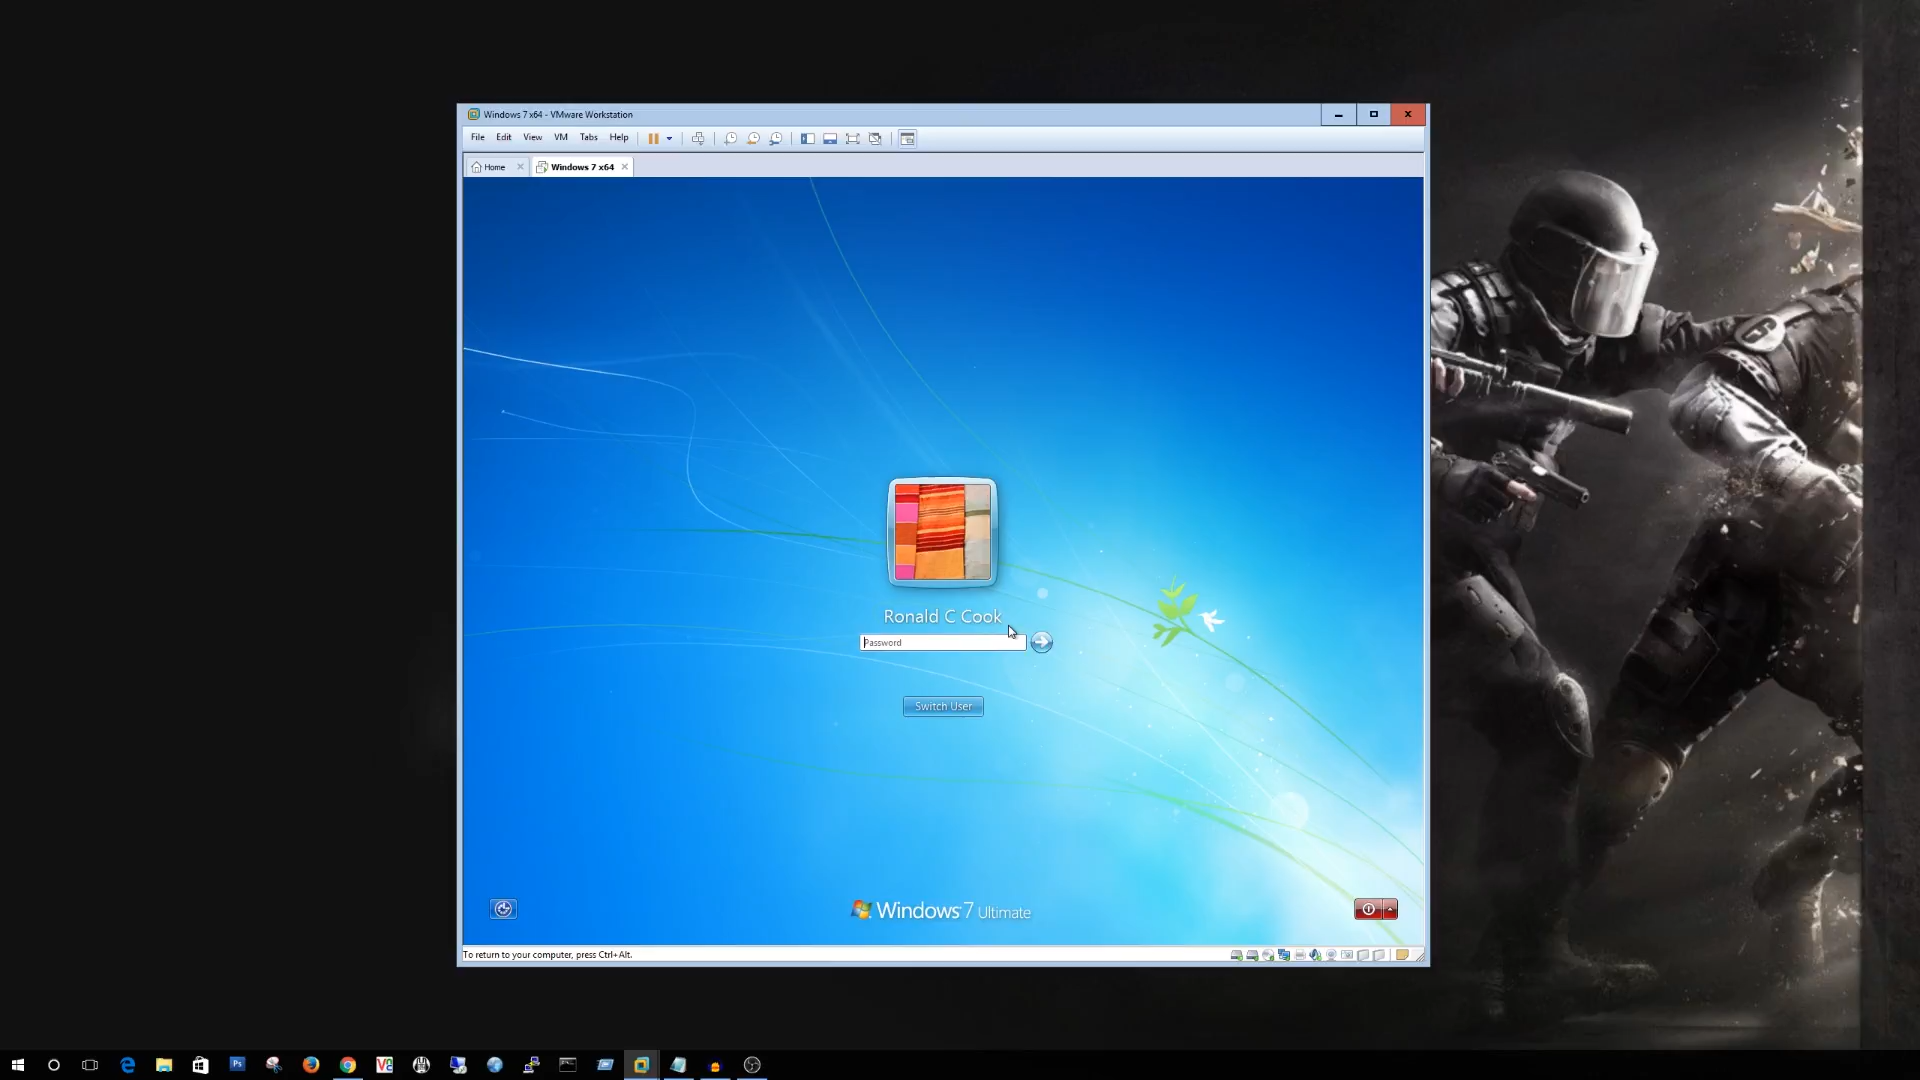 Windows 7 x64 - VMware Workstation
File Edit View VM Tabs Help
Home Windows 7 x64
Ronald C Cook
Password
Switch User
Windows 7 Ultimate
To return to your computer, press Ctrl+Alt.
Ps